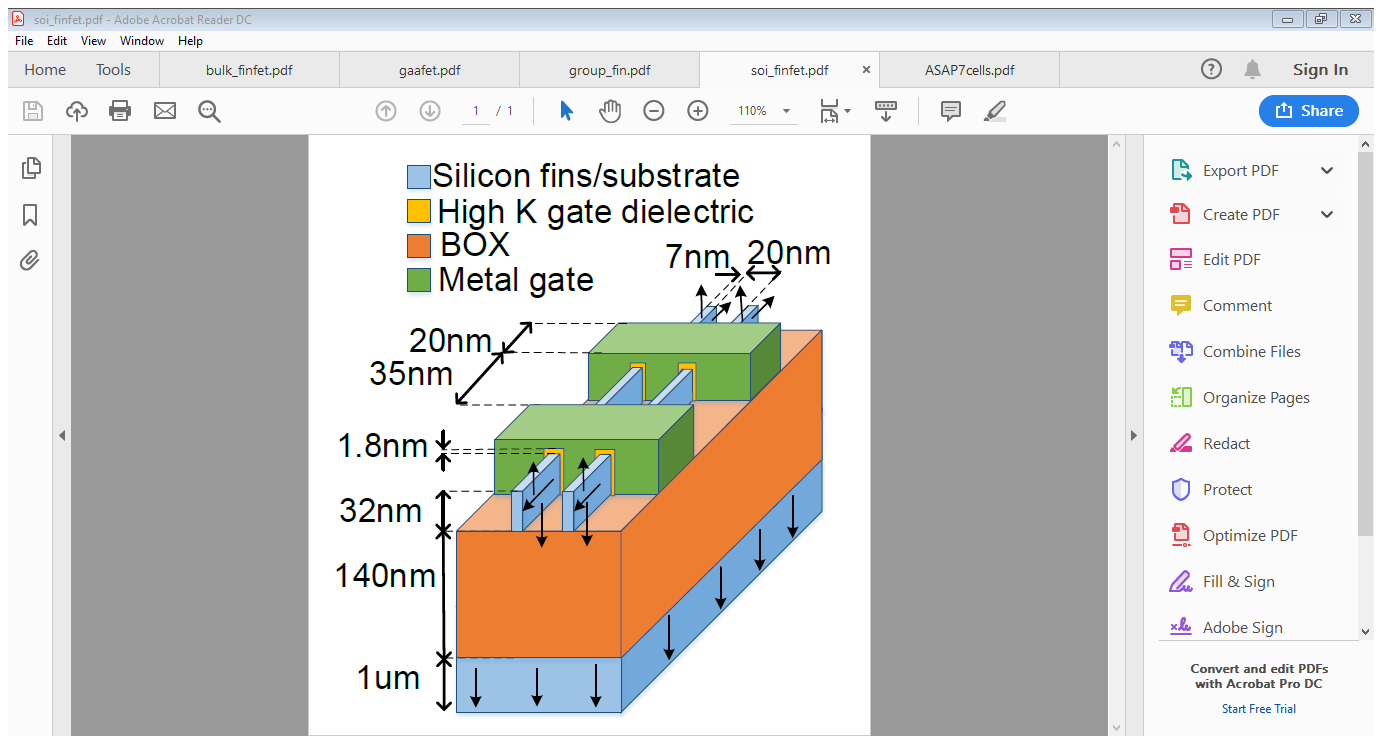 soi_finfet.pdf - Adobe Acrobat Reader DC
File Edit View Window Help
Home Tools bulk_finfet.pdf gaafet.pdf group_fin.pdf soi_finfet.pdf × ASAP7cells.pdf ? Sign In
1 / 1 110% Share
Silicon fins/substrate
High K gate dielectric
BOX
Metal gate
7nm 20nm
20nm
35nm
1.8nm
32nm
140nm
1um
Export PDF
Create PDF
Edit PDF
Comment
Combine Files
Organize Pages
Redact
Protect
Optimize PDF
Fill & Sign
Adobe Sign
Convert and edit PDFs
with Acrobat Pro DC
Start Free Trial